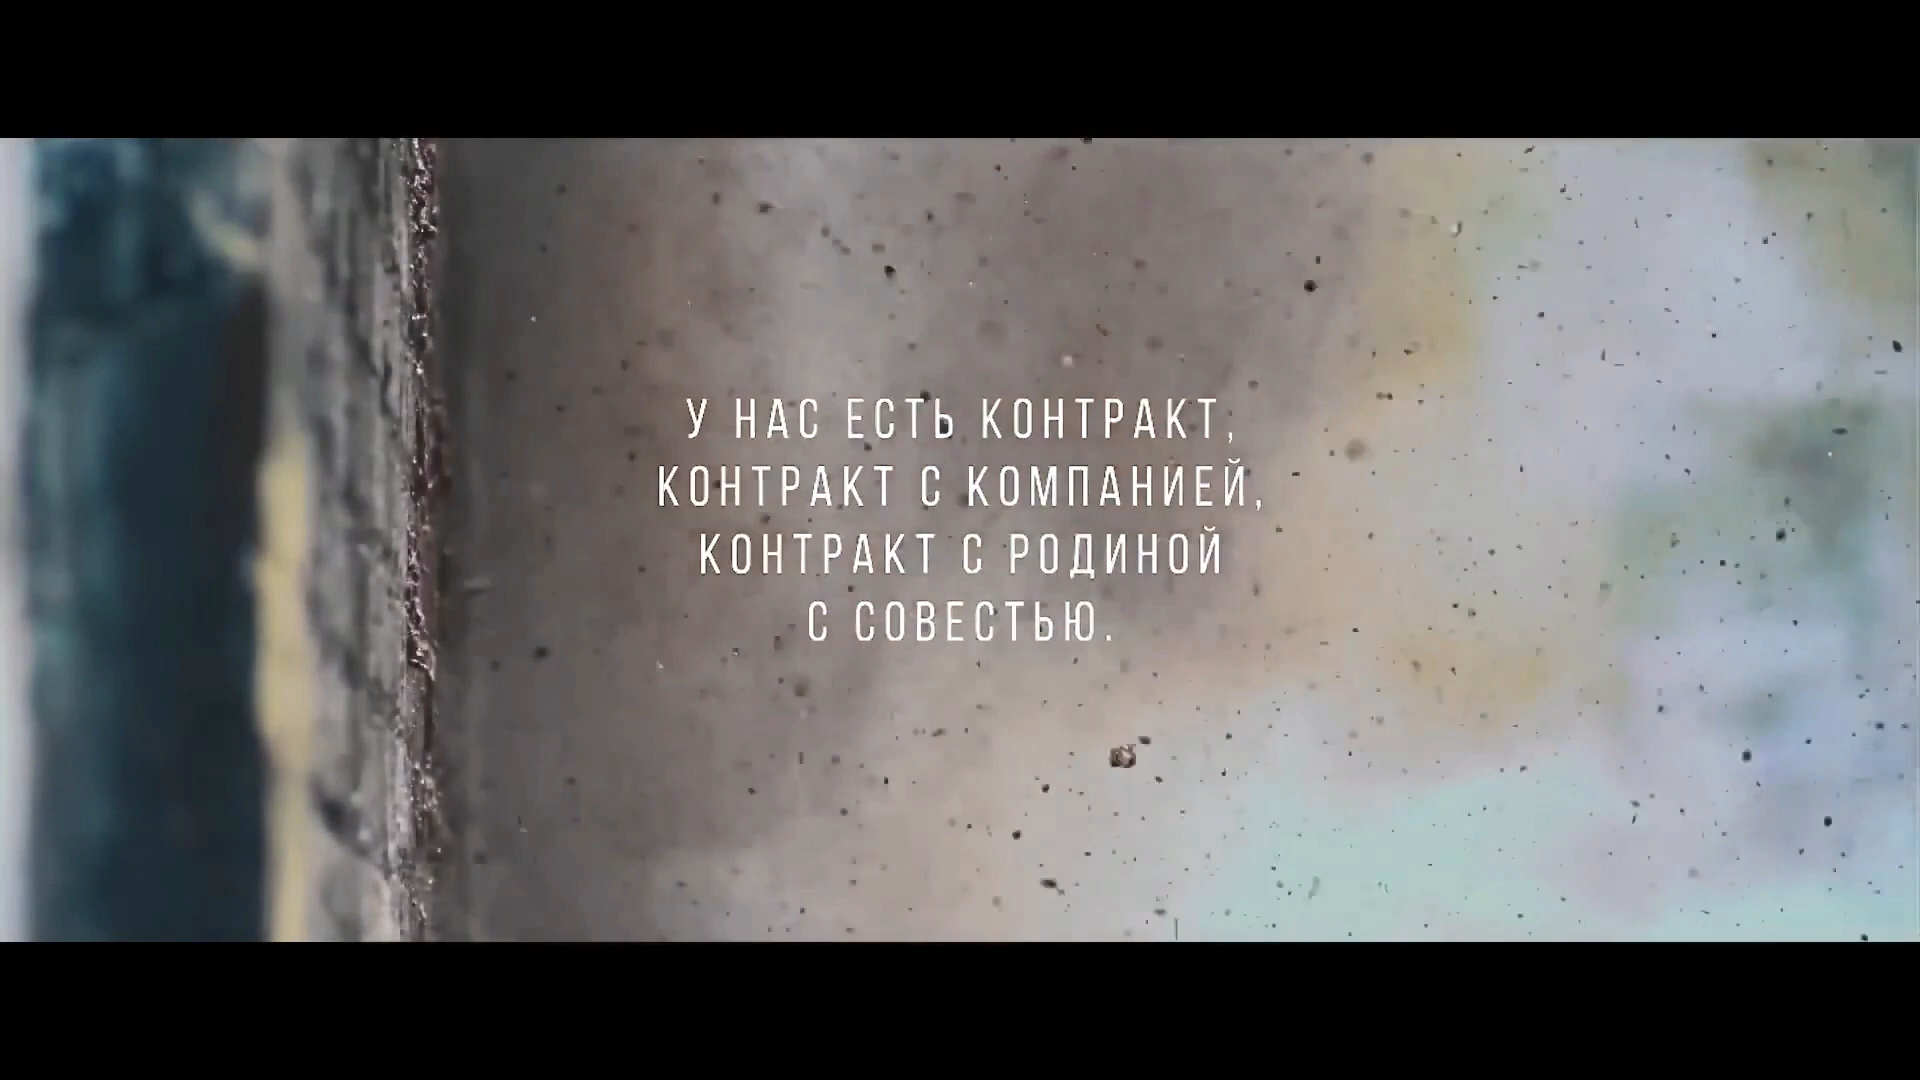 У НАС ЕСТЬ КОНТРАКТ,
КОНТРАКТ С КОМПАНИЕЙ,
КОНТРАКТ С РОДИНОЙ
С СОВЕСТЬЮ.